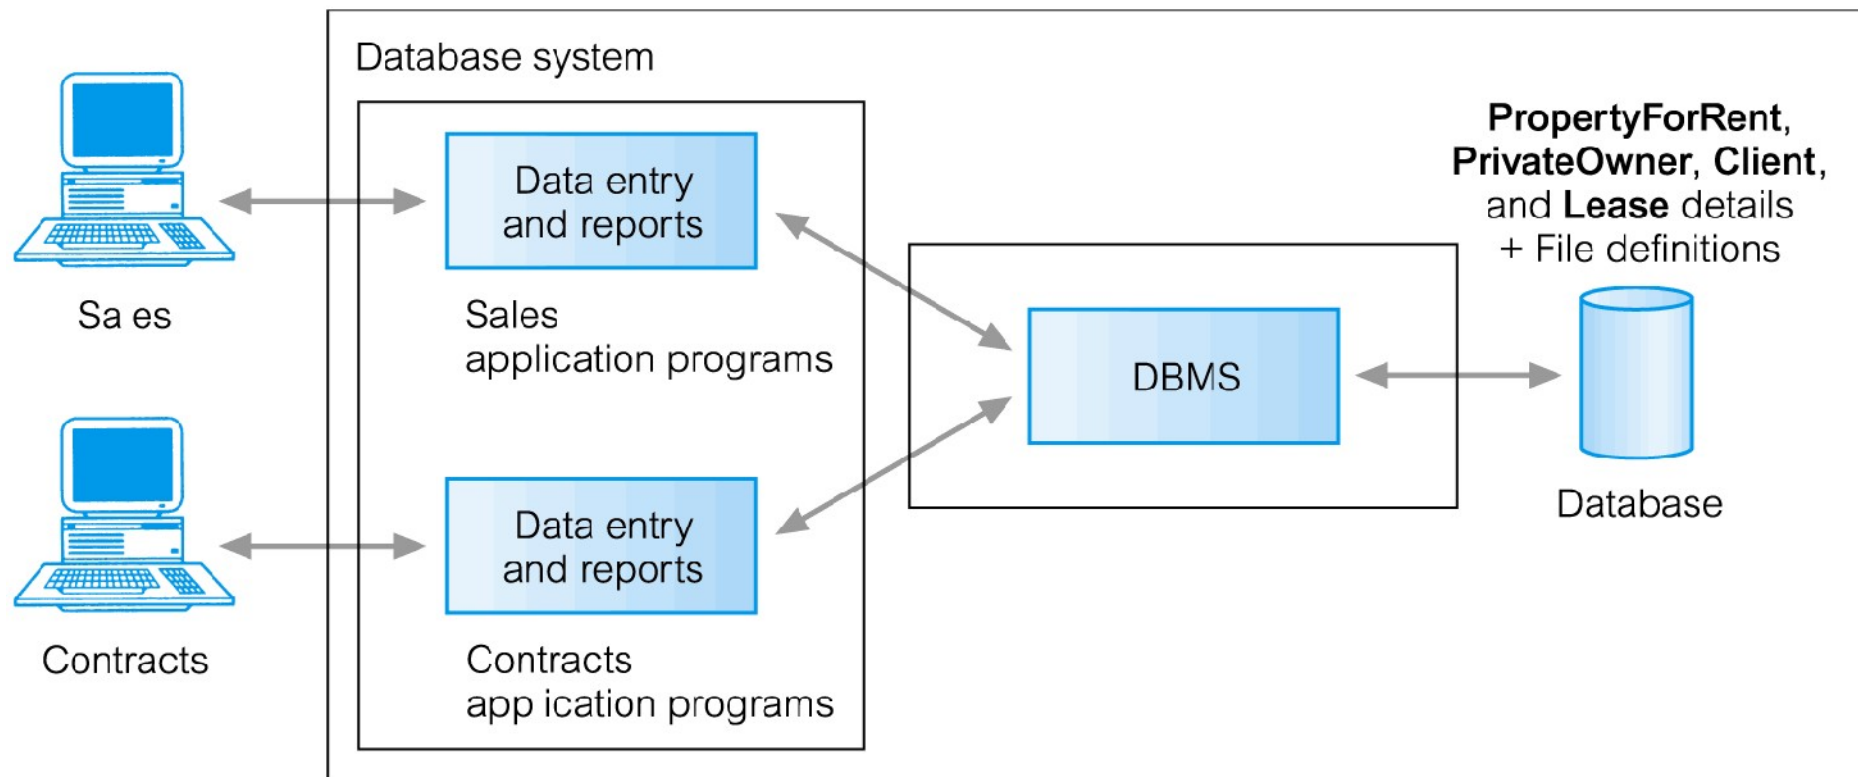 Database system
PropertyForRent,
PrivateOwner, Client,
and Lease details
+ File definitions
Data entry
and reports
Sa es
Sales
application programs
DBMS
Data entry
and reports
Database
Contracts
Contracts
app ication programs